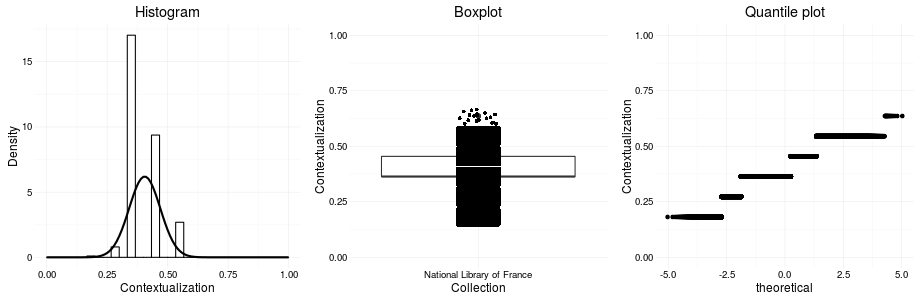 Histogram
Density
15
10
5
0
0.00 0.25 0.50 0.75 1.00
Contextualization
Boxplot
Contextualization
1.00
0.75
0.50
0.25
0.00
National Library of France
Collection
Quantile plot
Contextualization
1.00
0.75
0.50
0.25
0.00
-5.0 -2.5 0.0 2.5 5.0
theoretical